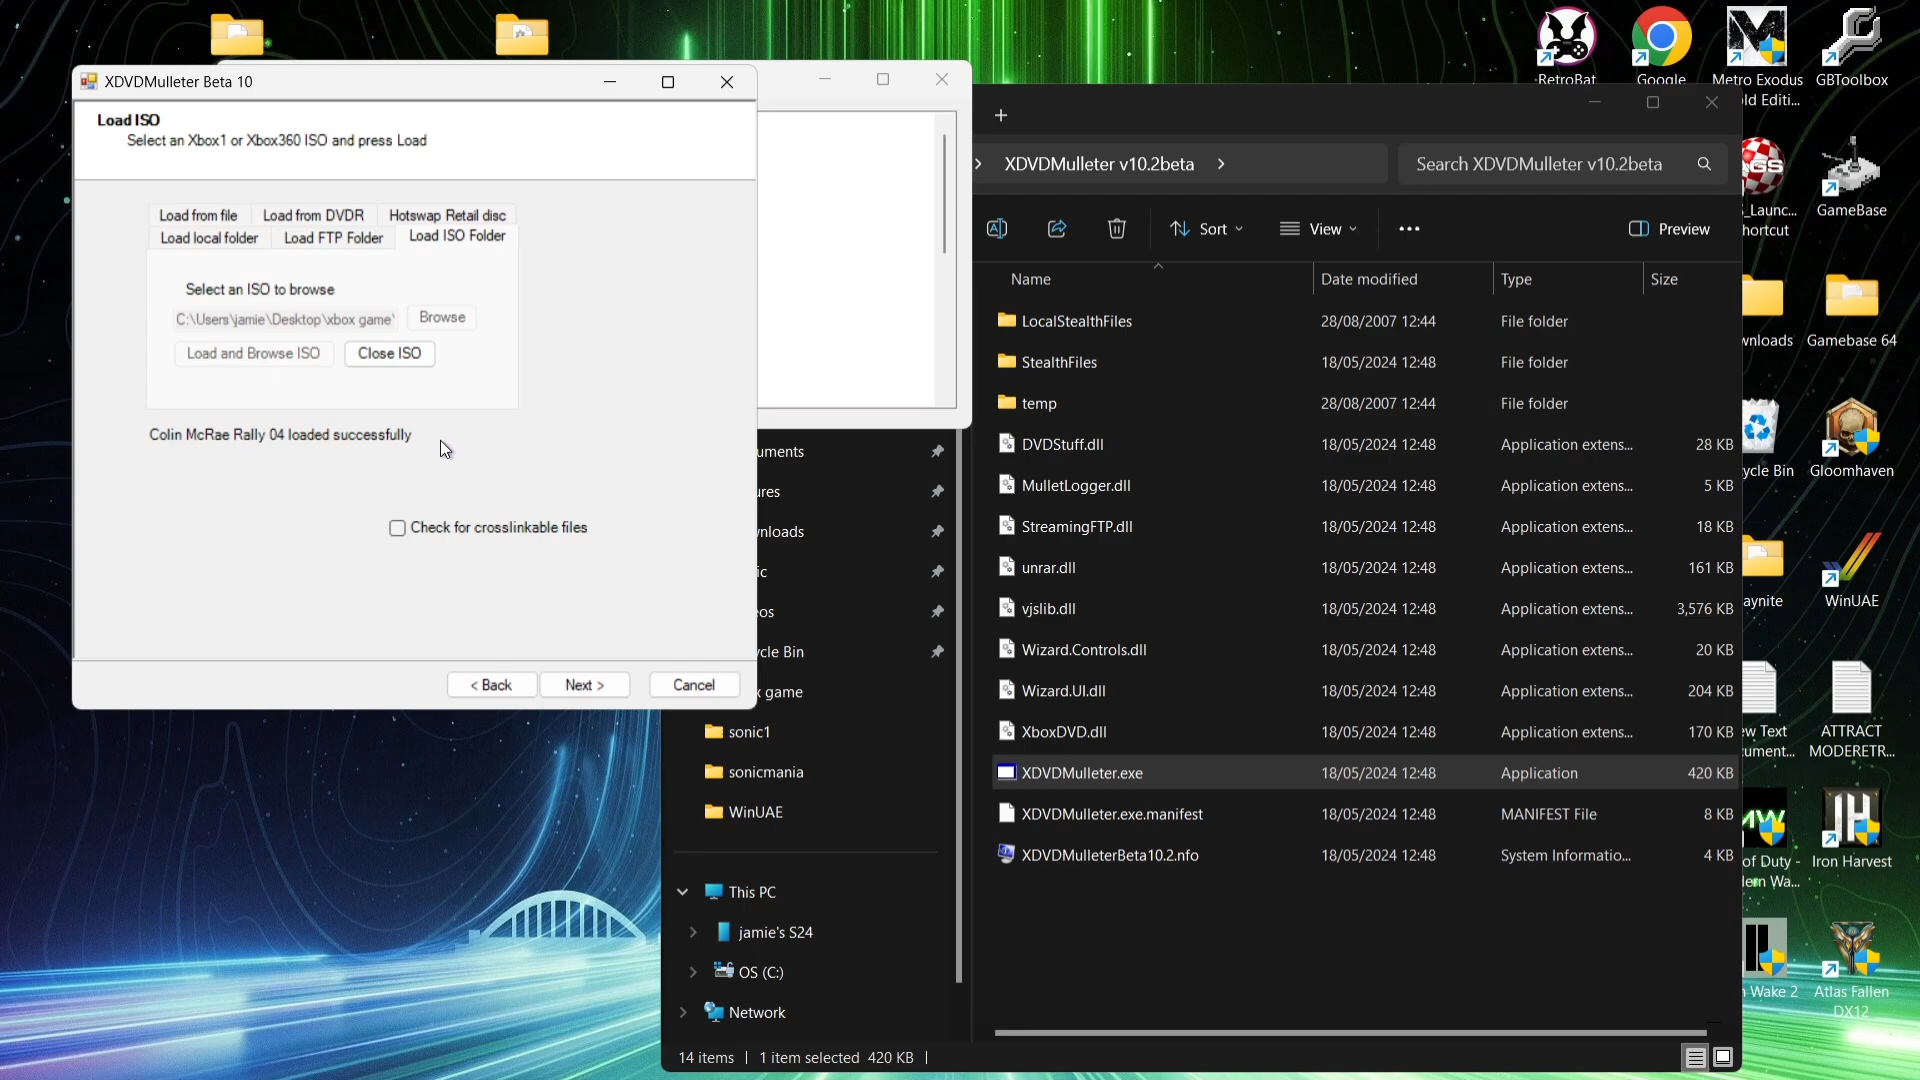 XDVDMulleter Beta 10
Load ISO
Select an Xbox1 or Xbox360 ISO and press Load
Load from file
Load from DVDR
Hotswap Retail disc
Load local folder
Load FTP Folder
Load ISO Folder
Select an ISO to browse
C:\Users\jamie\Desktop\xbox game\
Browse
Load and Browse ISO
Close ISO
Colin McRae Rally 04 loaded successfully
Check for crosslinkable files
< Back
Next >
Cancel
XDVDMulleter v10.2beta
Search XDVDMulleter v10.2beta
Sort
View
Preview
Name
Date modified
Type
Size
LocalStealthFiles 28/08/2007 12:44 File folder
StealthFiles 18/05/2024 12:48 File folder
temp 28/08/2007 12:44 File folder
DVDStuff.dll 18/05/2024 12:48 Application extens... 28 KB
MulletLogger.dll 18/05/2024 12:48 Application extens... 5 KB
StreamingFTP.dll 18/05/2024 12:48 Application extens... 18 KB
unrar.dll 18/05/2024 12:48 Application extens... 161 KB
vjslib.dll 18/05/2024 12:48 Application extens... 3,576 KB
Wizard.Controls.dll 18/05/2024 12:48 Application extens... 20 KB
Wizard.UI.dll 18/05/2024 12:48 Application extens... 204 KB
XboxDVD.dll 18/05/2024 12:48 Application extens... 170 KB
XDVDMulleter.exe 18/05/2024 12:48 Application 420 KB
XDVDMulleter.exe.manifest 18/05/2024 12:48 MANIFEST File 8 KB
XDVDMulleterBeta10.2.nfo 18/05/2024 12:48 System Informatio... 4 KB
uments
ures
vnloads
ic
eos
ycle Bin
x game
sonic1
sonicmania
WinUAE
This PC
jamie's S24
OS (C:)
Network
14 items
1 item selected 420 KB
RetroBat
Google
Metro Exodus
ld Editi...
GBToolbox
GS
_Launc...
hortcut
GameBase
wnloads
Gamebase 64
ycle Bin
Gloomhaven
aynite
WinUAE
ew Text
ument...
ATTRACT
MODERETR...
MW
of Duty -
ern Wa...
Iron Harvest
n Wake 2
Atlas Fallen
DX12